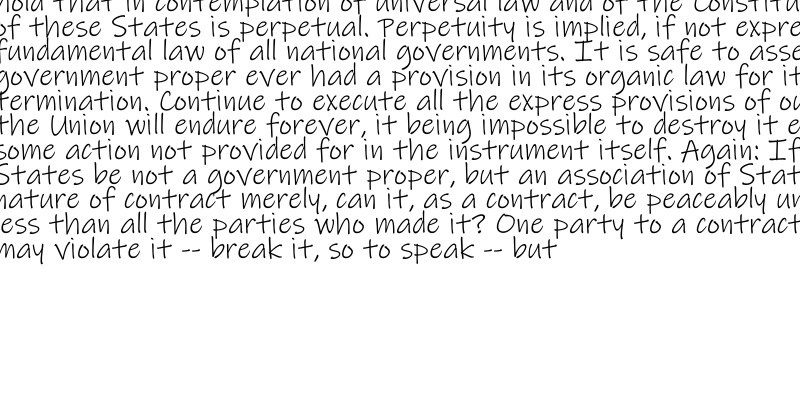 hold that in contemplation of universal law and of the Constitu
of these States is perpetual. Perpetuity is implied, if not expre
fundamental law of all national governments. It is safe to asse
government proper ever had a provision in its organic law for it
termination. Continue to execute all the express provisions of ou
the Union will endure forever, it being impossible to destroy it e
some action not provided for in the instrument itself. Again: If
States be not a government proper, but an association of Stat
nature of contract merely, can it, as a contract, be peaceably un
less than all the parties who made it? One party to a contract
may violate it -- break it, so to speak -- but